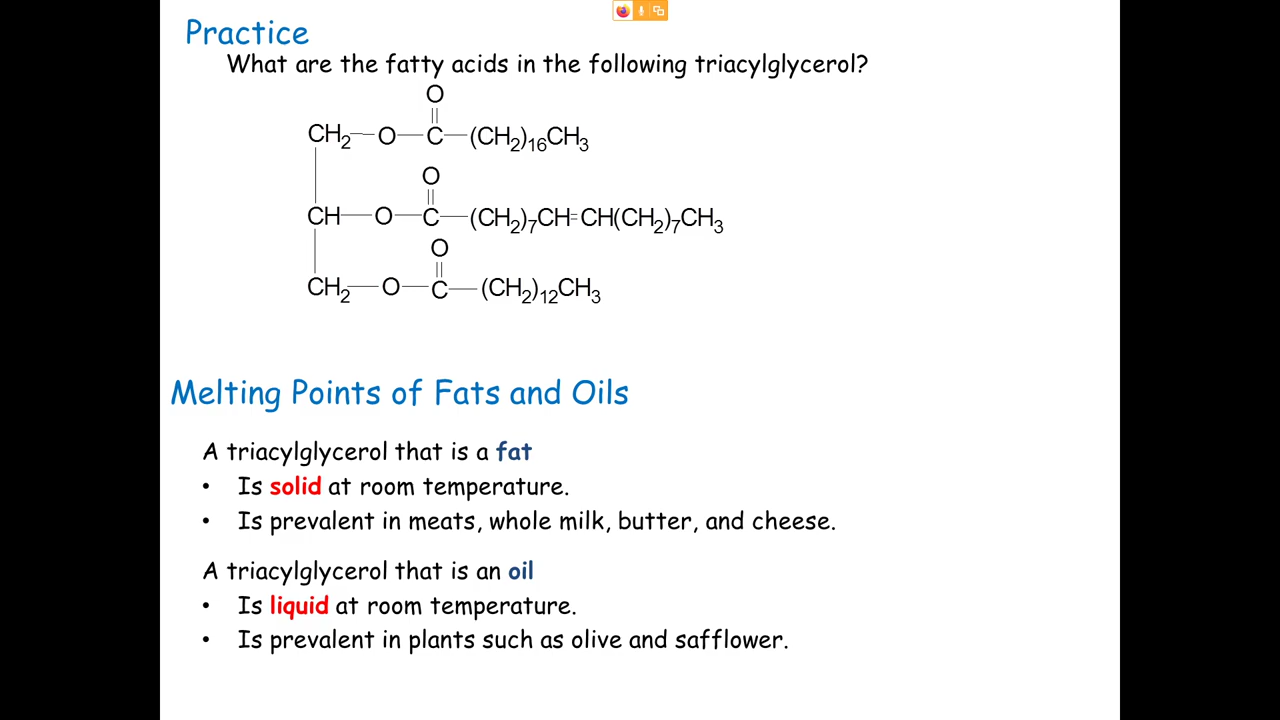 Practice
What are the fatty acids in the following triacylglycerol?
O
CH₂—O—C—(CH₂)₁₆CH₃
O
CH—O—C—(CH₂)₇CH=CH(CH₂)₇CH₃
O
CH₂—O—C—(CH₂)₁₂CH₃
Melting Points of Fats and Oils
A triacylglycerol that is a fat
• Is solid at room temperature.
• Is prevalent in meats, whole milk, butter, and cheese.
A triacylglycerol that is an oil
• Is liquid at room temperature.
• Is prevalent in plants such as olive and safflower.